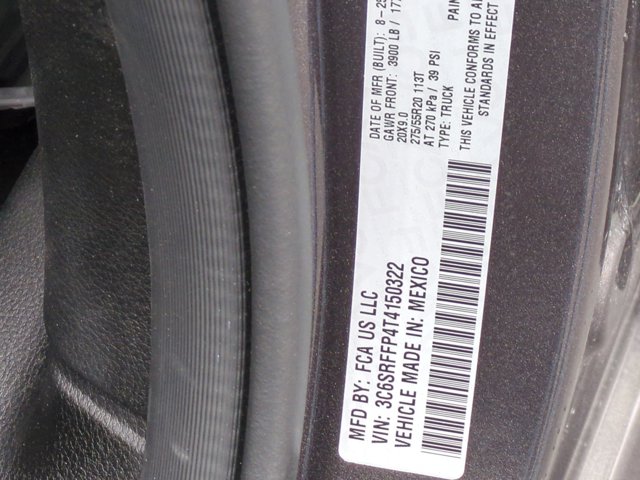 MFD BY: FCA US LLC
VIN: 3C6SRFFP4T4150322
VEHICLE MADE IN: MEXICO
DATE OF MFR (BUILT): 8-
GAWR FRONT: 3900 LB /
20X9.0
275/55R20 113T
AT 270 kPa / 39 PSI
TYPE: TRUCK
THIS VEHICLE CONFORMS TO
STANDARDS IN EFFECT